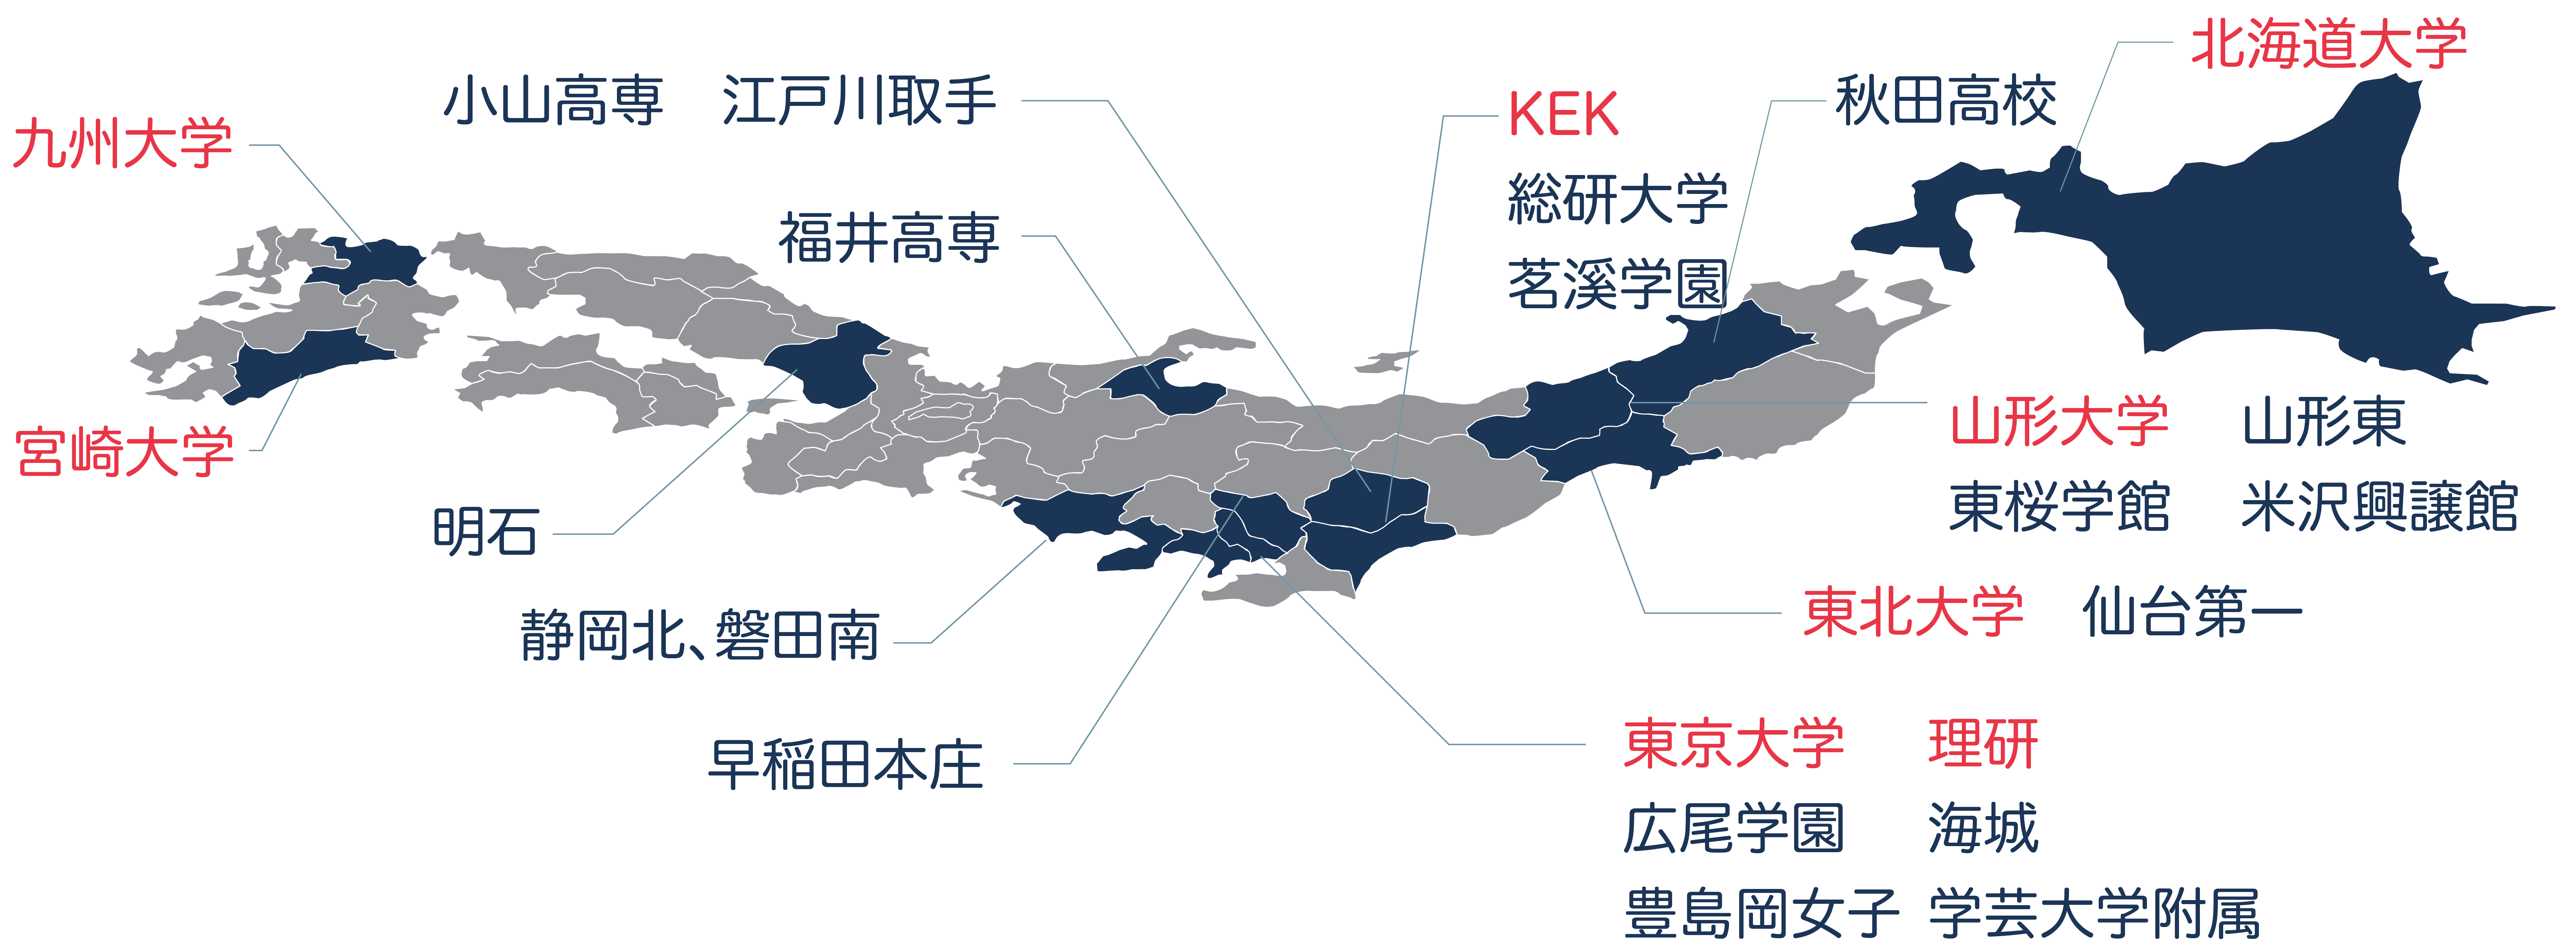 北海道大学
小山高専 江戸川取手
KEK
秋田高校
九州大学
総研大学
福井高専
茗溪学園
山形大学 山形東
宮崎大学
東桜学館 米沢興譲館
明石
東北大学 仙台第一
静岡北、磐田南
東京大学 理研
早稲田本庄
広尾学園 海城
豊島岡女子 学芸大学附属